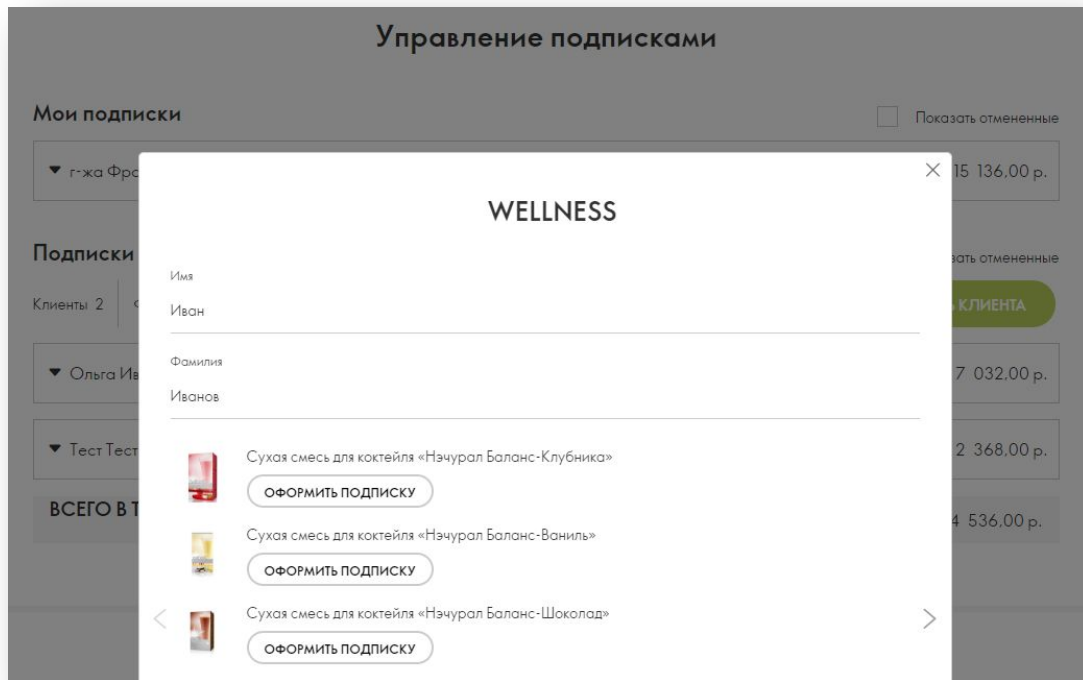 Управление подписками
Мои подписки
Показать отмененные
г-жа Фро
15 136,00 р.
WELLNESS
Подписки
зать отмененные
Имя
Клиенты 2
Иван
КЛИЕНТА
Фамилия
Ольга Ив
7 032,00 р.
Иванов
Тест Тест
2 368,00 р.
Сухая смесь для коктейля «Нэчурал Баланс-Клубника»
ОФОРМИТЬ ПОДПИСКУ
ВСЕГО В Т
4 536,00 р.
Сухая смесь для коктейля «Нэчурал Баланс-Ваниль»
ОФОРМИТЬ ПОДПИСКУ
Сухая смесь для коктейля «Нэчурал Баланс-Шоколад»
ОФОРМИТЬ ПОДПИСКУ